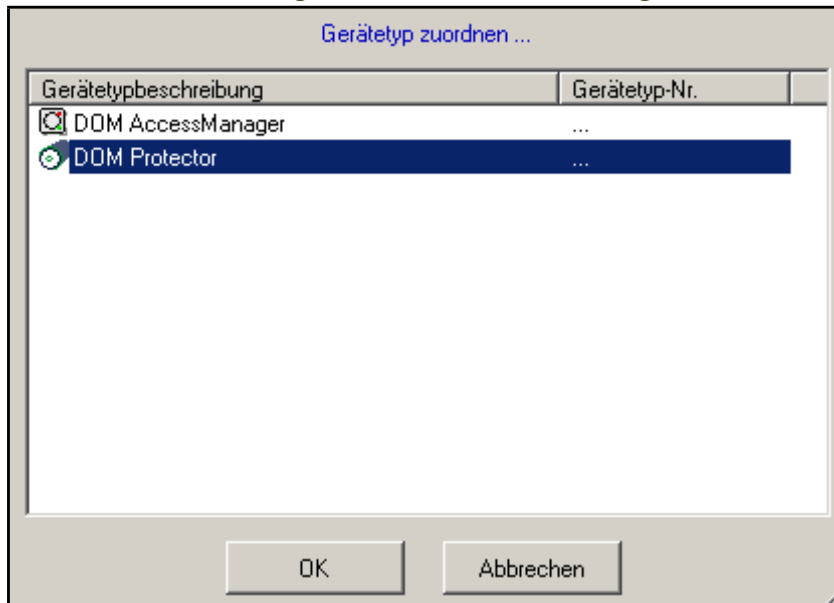 Gerätetyp zuordnen ...
Gerätetypbeschreibung Gerätetyp-Nr.
DOM AccessManager ...
DOM Protector ...
OK Abbrechen